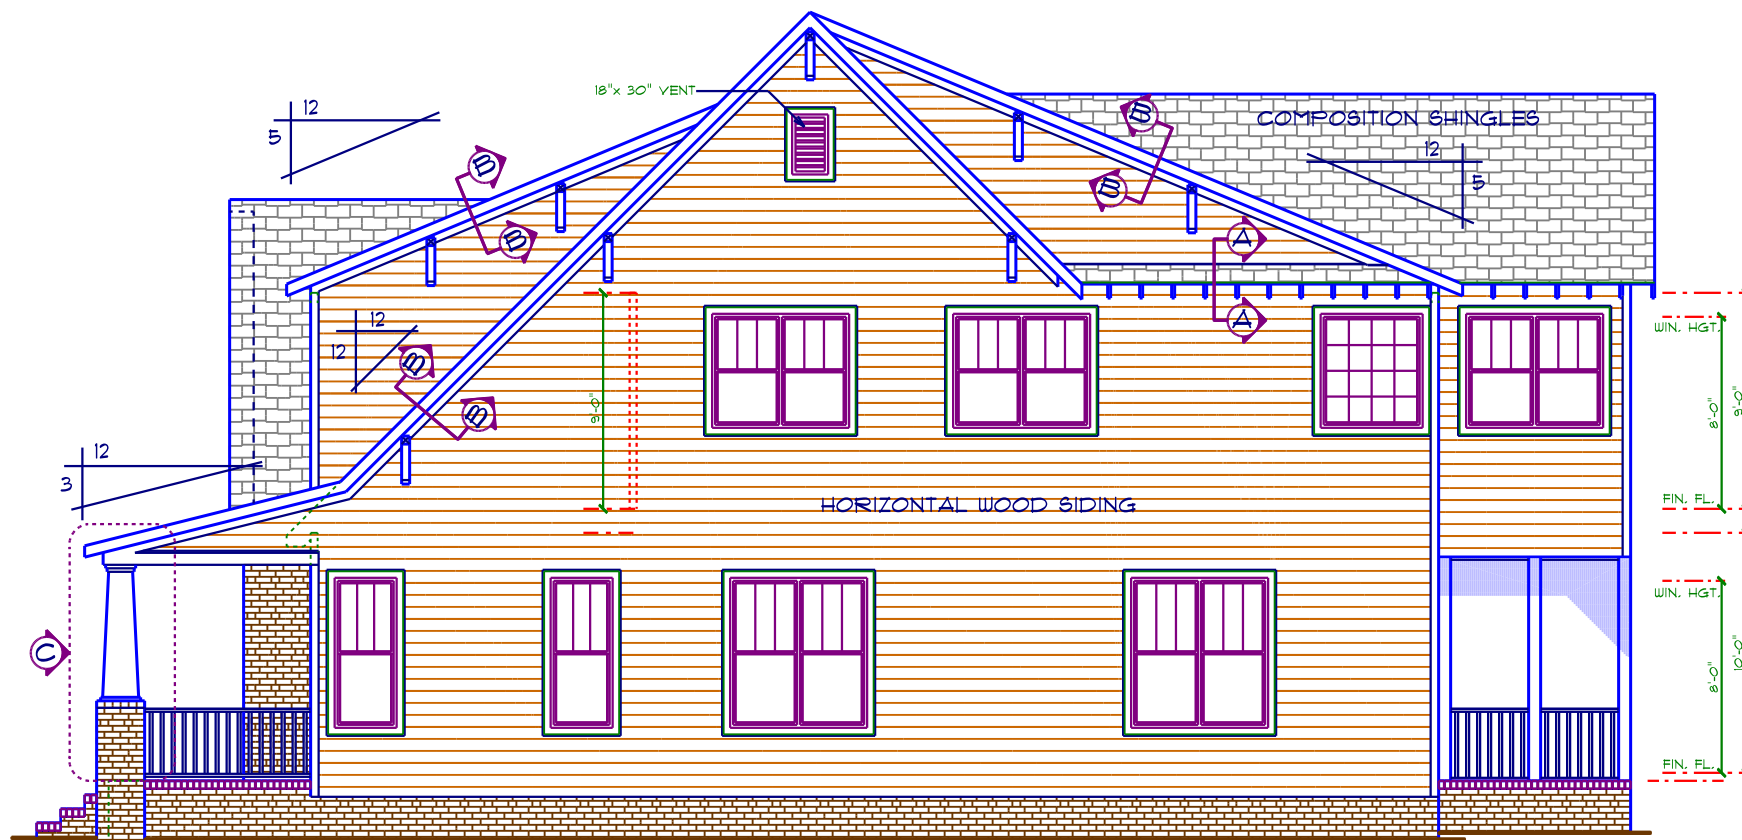 18"x 30" VENT
12
5
COMPOSITION SHINGLES
12
5
B
B
B
B
A
A
12
12
B
B
WIN. HGT.
9'-0"
8'-0"
9'-0"
12
3
HORIZONTAL WOOD SIDING
FIN. FL.
WIN. HGT.
C
8'-0"
10'-0"
FIN. FL.